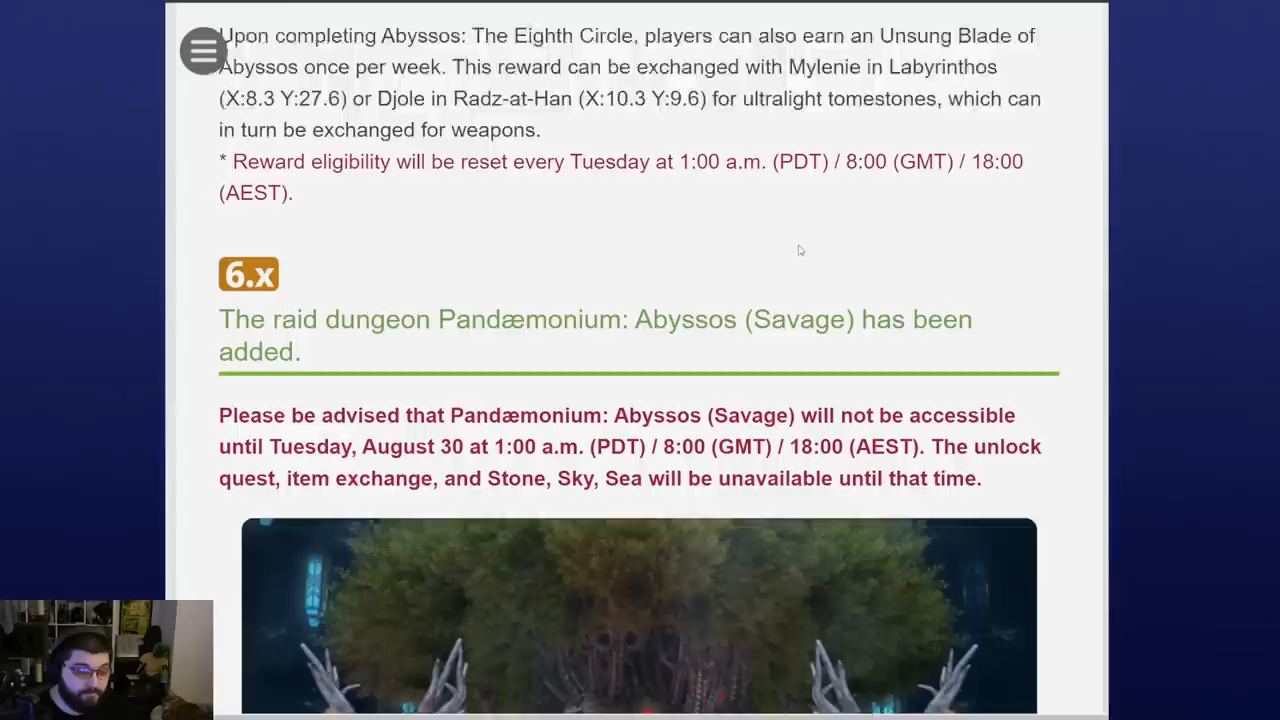 Upon completing Abyssos: The Eighth Circle, players can also earn an Unsung Blade of
Abyssos once per week. This reward can be exchanged with Mylenie in Labyrinthos
(X:8.3 Y:27.6) or Djole in Radz-at-Han (X:10.3 Y:9.6) for ultralight tomestones, which can
in turn be exchanged for weapons.
* Reward eligibility will be reset every Tuesday at 1:00 a.m. (PDT) / 8:00 (GMT) / 18:00
(AEST).
6.x
The raid dungeon Pandæmonium: Abyssos (Savage) has been
added.
Please be advised that Pandæmonium: Abyssos (Savage) will not be accessible
until Tuesday, August 30 at 1:00 a.m. (PDT) / 8:00 (GMT) / 18:00 (AEST). The unlock
quest, item exchange, and Stone, Sky, Sea will be unavailable until that time.